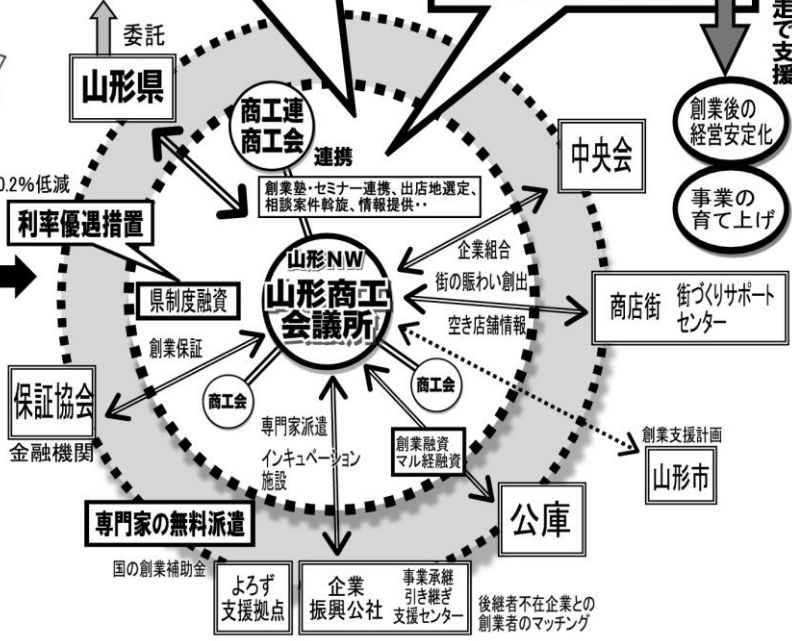 委託
山形県
走で支援
創業後の
経営安定化
事業の
育て上げ
商工連
商工会
連携
創業塾・セミナー連携、出店地選定、
相談案件斡旋、情報提供‥
中央会
0.2%低減
利率優遇措置
県制度融資
創業保証
山形NW
山形商工
会議所
企業組合
街の賑わい創出
空き店舗情報
商店街
街づくりサポート
センター
保証協会
金融機関
商工会
商工会
専門家派遣
インキュベーション
施設
創業融資
マル経融資
創業支援計画
山形市
公庫
専門家の無料派遣
国の創業補助金
よろず
支援拠点
企業
振興公社
事業承継
引き継ぎ
支援センター
後継者不在企業との
創業者のマッチング